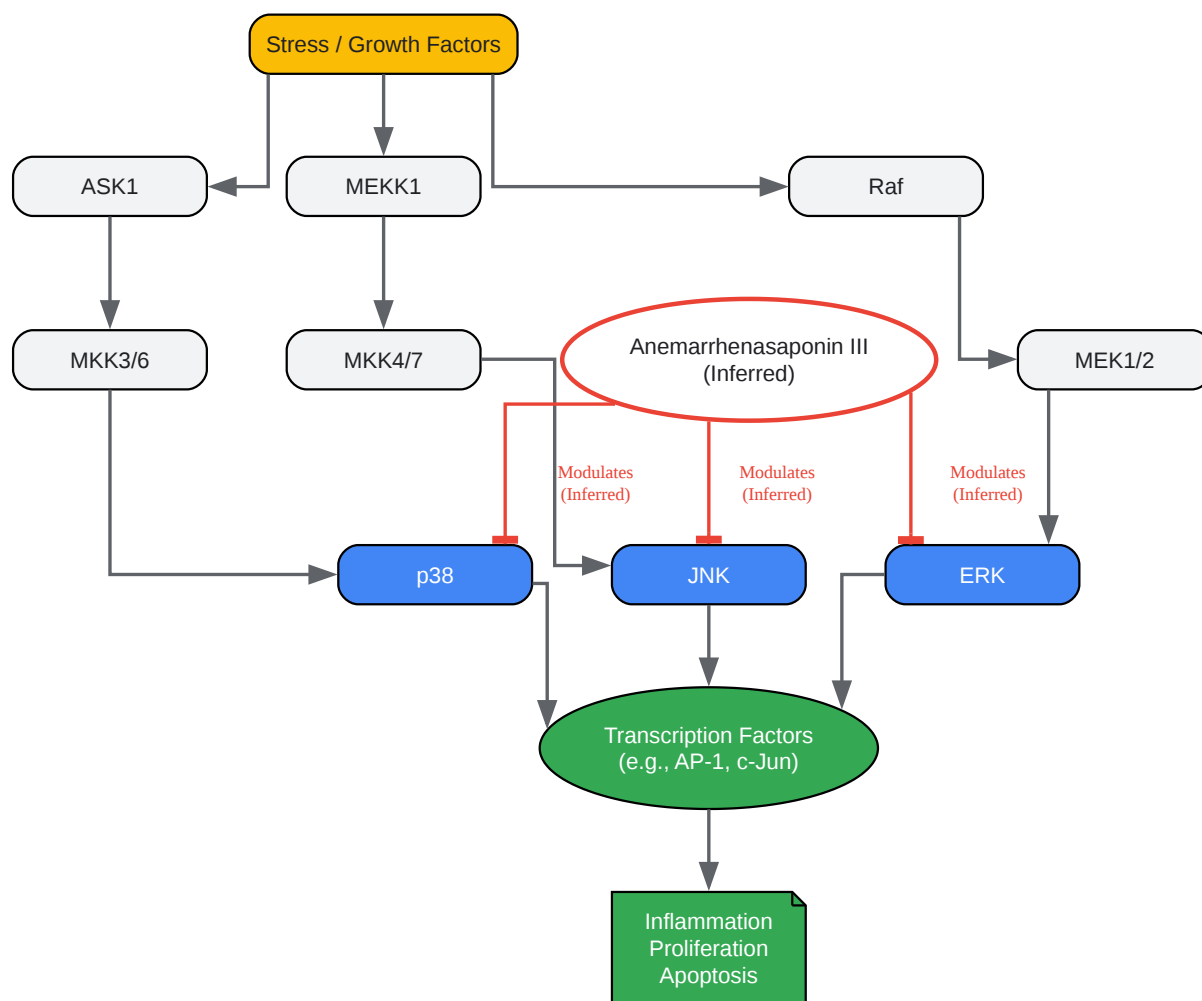 Stress / Growth Factors
ASK1
MEKK1
Raf
MKK3/6
MKK4/7
Anemarrhenasaponin III
(Inferred)
MEK1/2
Modulates
(Inferred)
Modulates
(Inferred)
Modulates
(Inferred)
p38
JNK
ERK
Transcription Factors
(e.g., AP-1, c-Jun)
Inflammation
Proliferation
Apoptosis